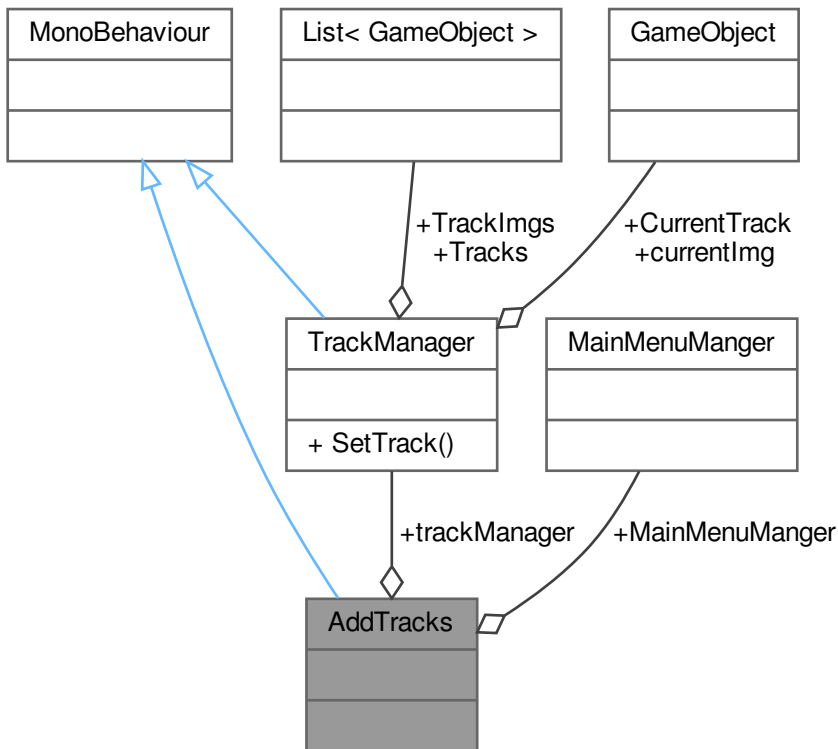 MonoBehaviour
List< GameObject >
GameObject
+TrackImgs
+Tracks
+CurrentTrack
+currentImg
TrackManager
+ SetTrack()
MainMenuManger
+trackManager
+MainMenuManger
AddTracks